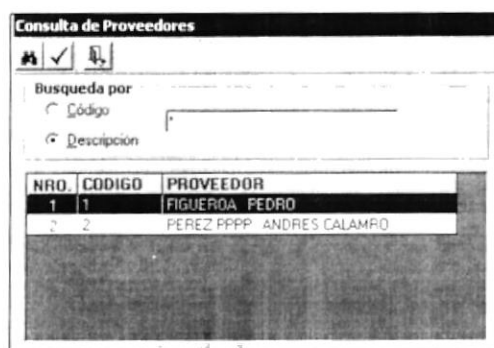 Consulta de Proveedores
Busqueda por
Código
*
Descripción
NRO. CODIGO PROVEEDOR
1 1 FIGUEROA PEDRO
2 2 PEREZ PPPP ANDRES CALAMRO